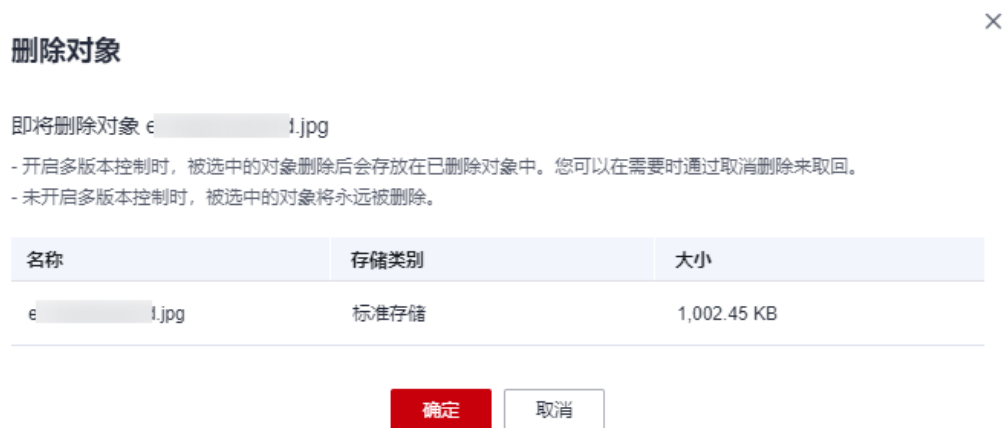 删除对象
即将删除对象 e d.jpg
- 开启多版本控制时，被选中的对象删除后会存放在已删除对象中。您可以在需要时通过取消删除来取回。
- 未开启多版本控制时，被选中的对象将永远被删除。
名称 存储类别 大小
e d.jpg 标准存储 1,002.45 KB
确定 取消